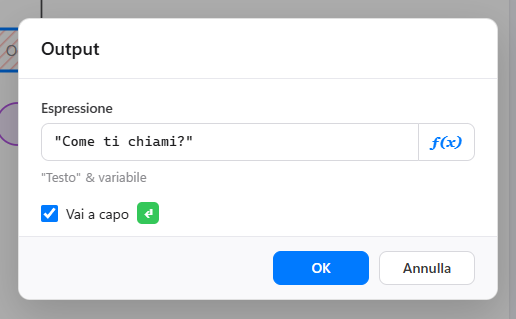 Output
Espressione
"Come ti chiami?"
f(x)
"Testo" & variabile
Vai a capo
OK
Annulla